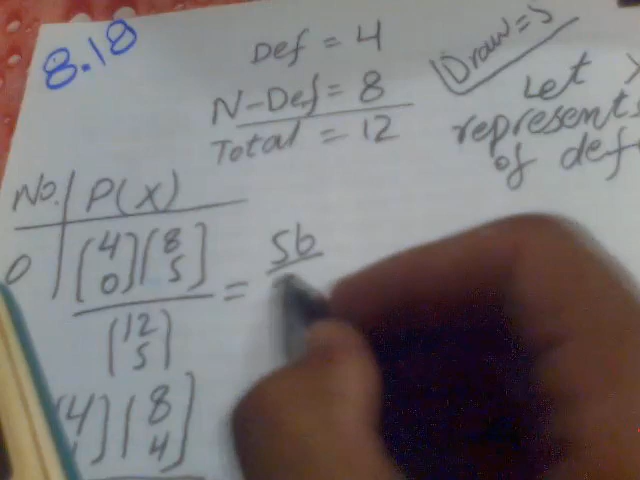 8.18
Def = 4
N-Def = 8
Total = 12
Draw = 5
Let X
represents
of def
No. P(X)
0 (4 0)(8 5) / (12 5) = 56
(4 )(8 4)